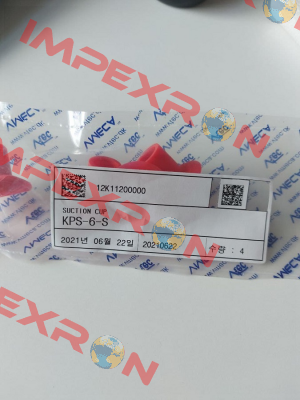 IMPEXRON
12K11200000
SUCTION CUP
KPS-6-S
2021년 06월 22일 20210622 수량 : 4
IMPEXRON